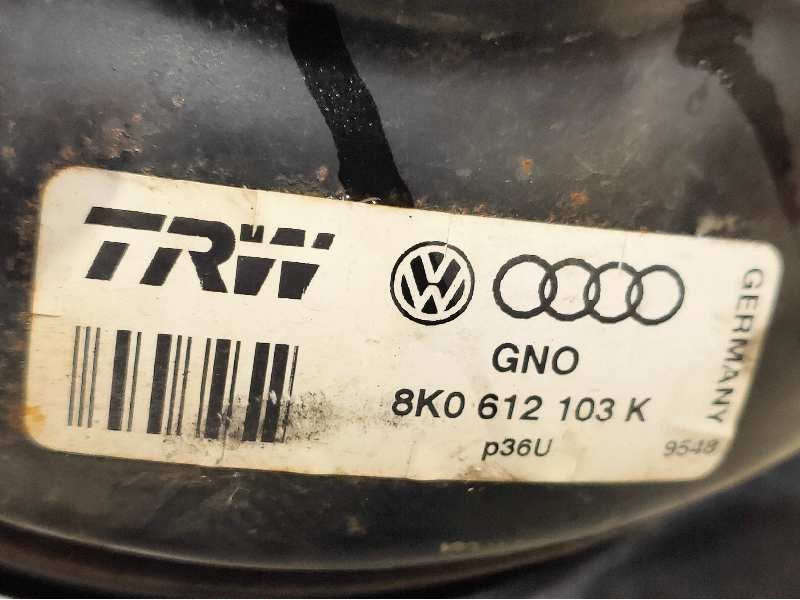 TRW
GNO
8K0 612 103 K
p36U
9548
GERMANY